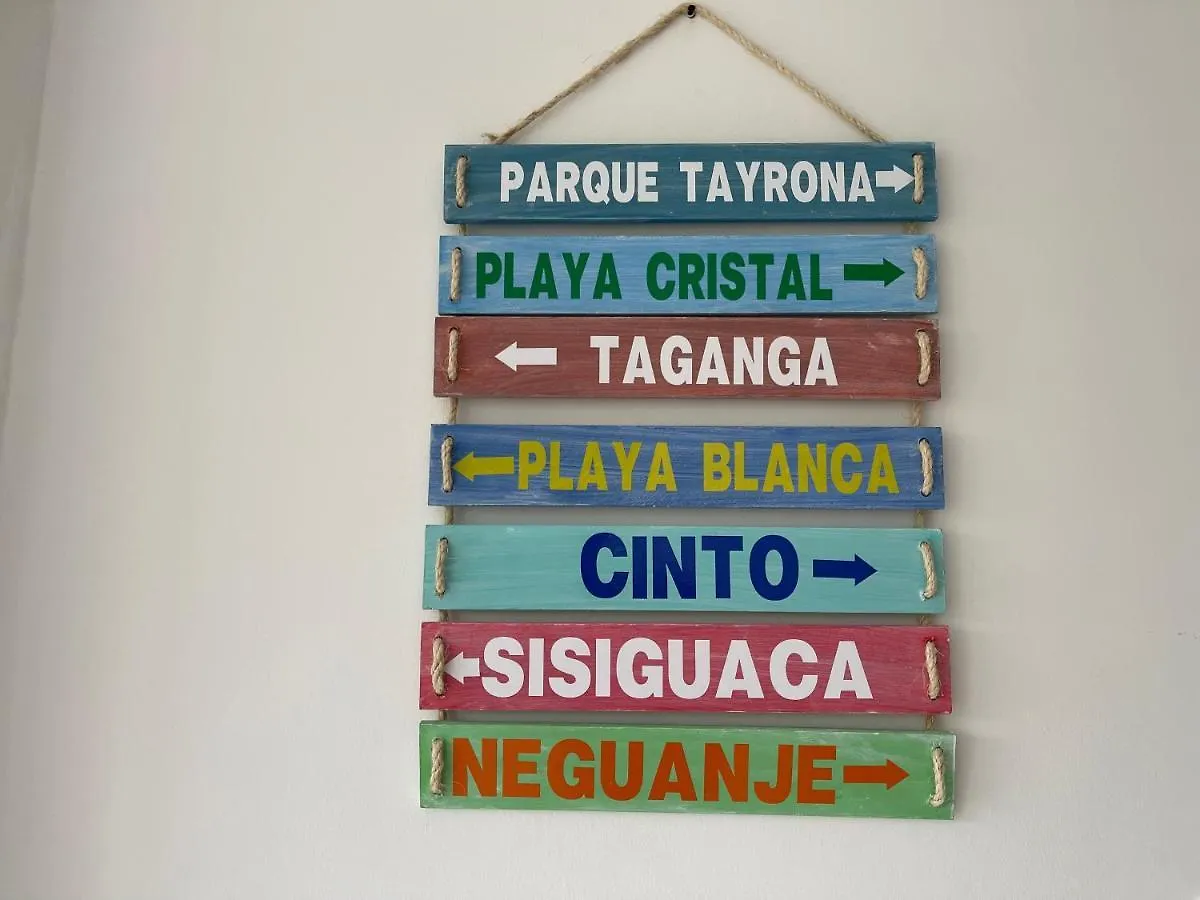 PARQUE TAYRONA
PLAYA CRISTAL
TAGANGA
PLAYA BLANCA
CINTO
SISIGUACA
NEGUANJE